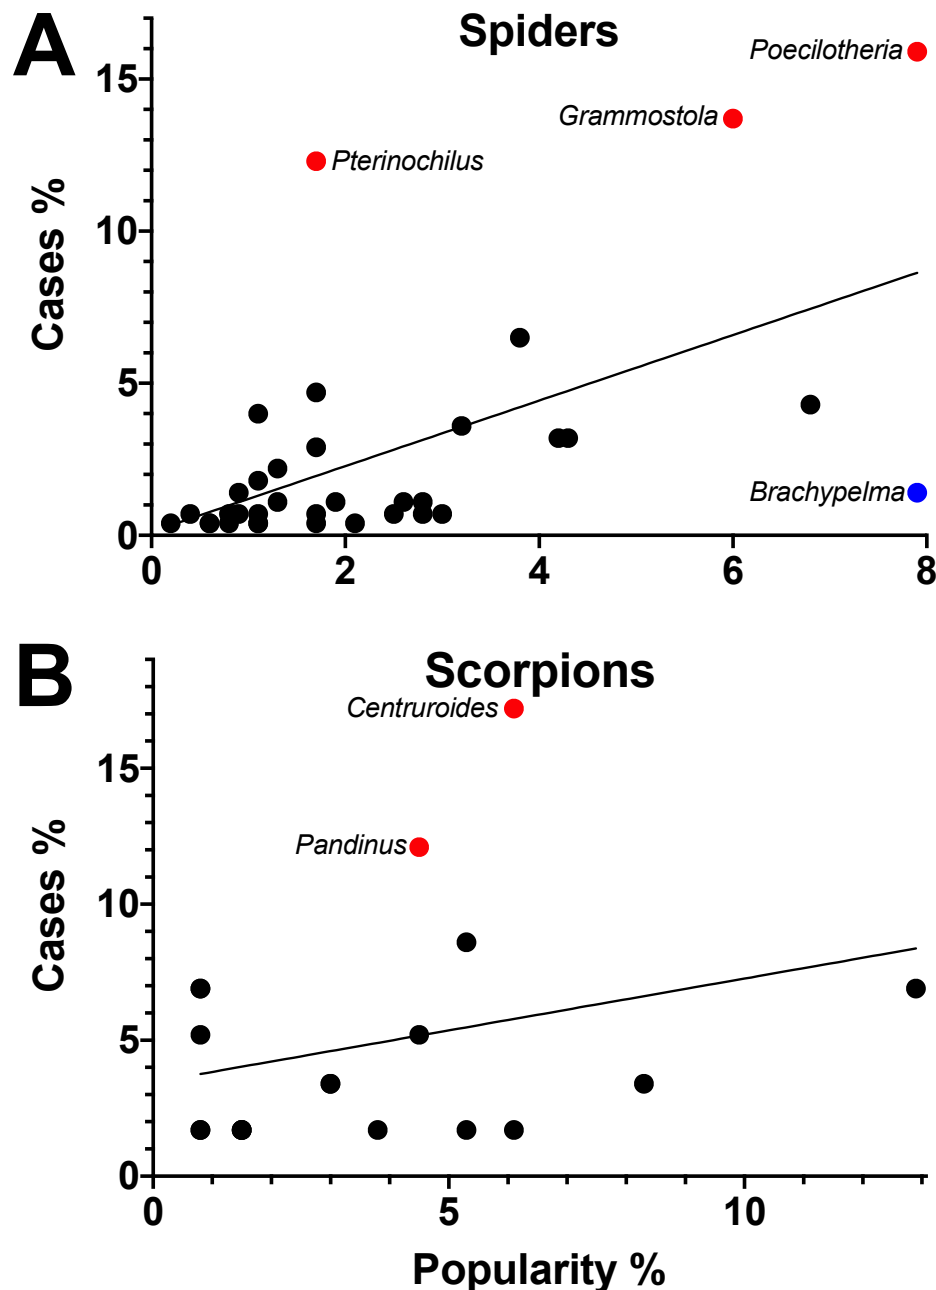 A
Spiders
Poecilotheria
15
Grammostola
Pterinochilus
Cases %
10
5
Brachypelma
0
0 2 4 6 8
B
Scorpions
Centruroides
15
Pandinus
Cases %
10
5
0
0 5 10
Popularity %